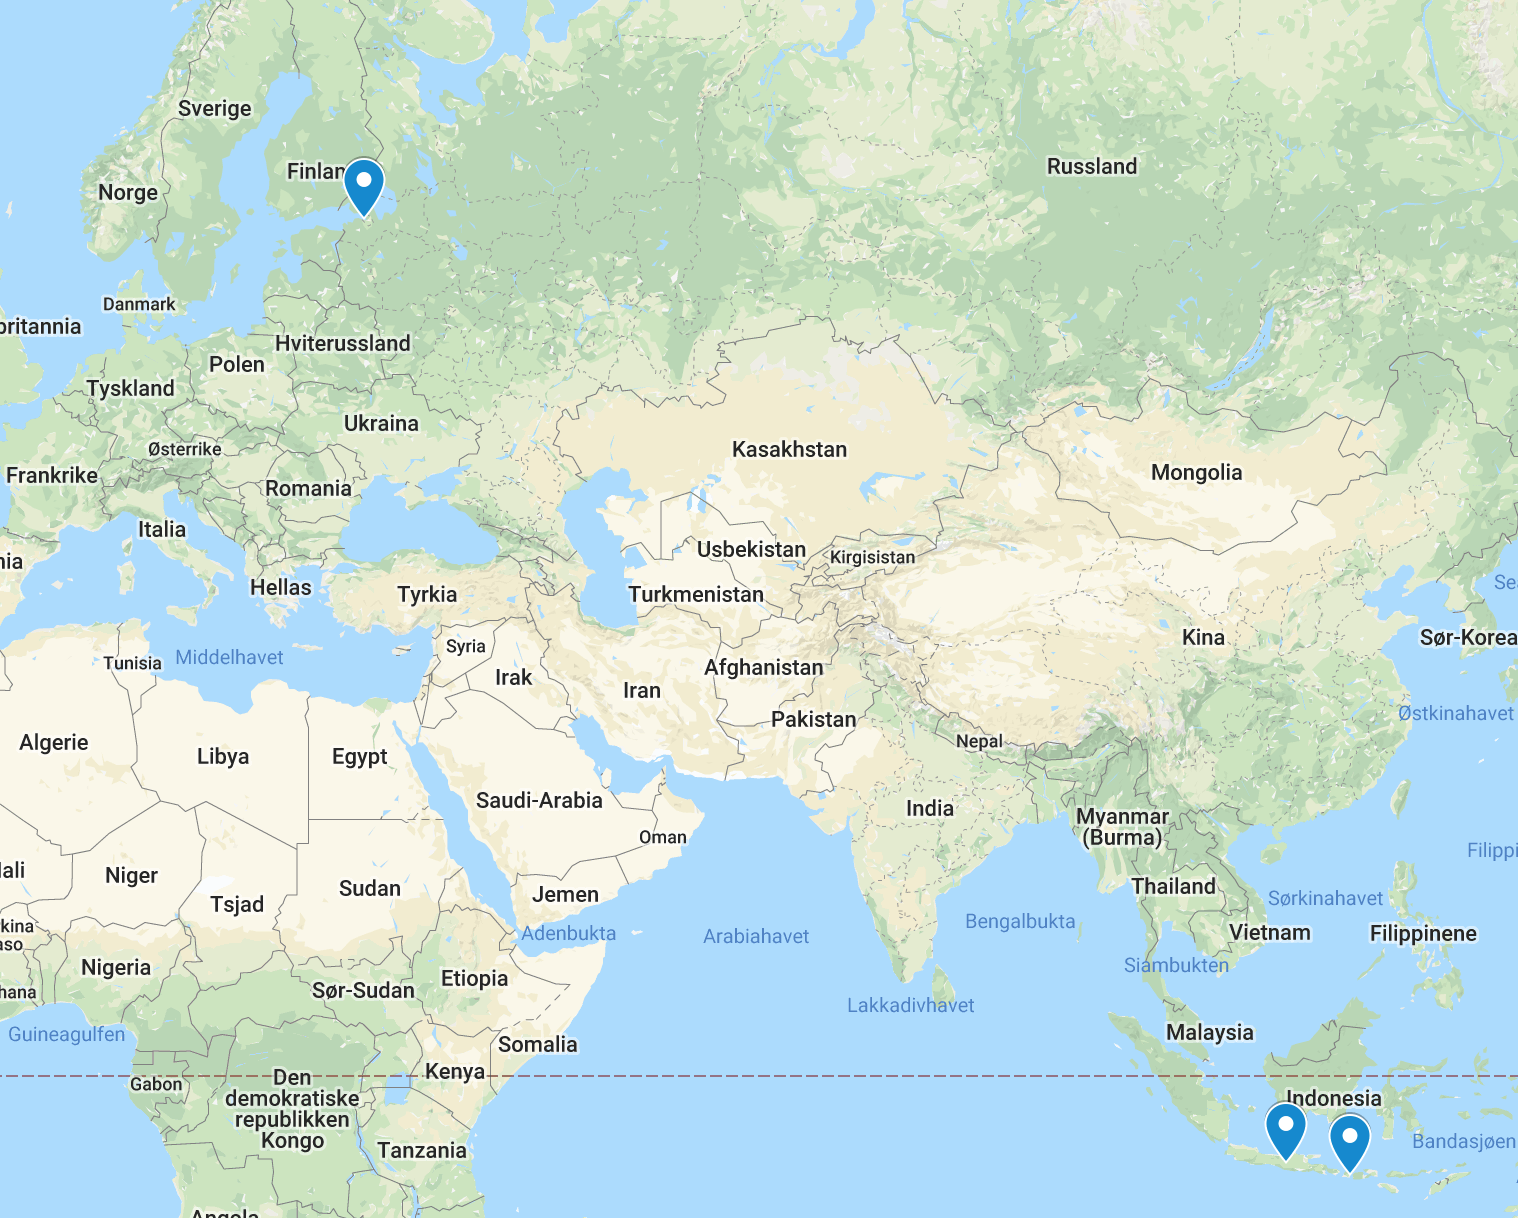 Sverige
Finlan
Norge
Russland
Danmark
britannia
Hviterussland
Polen
Tyskland
Ukraina
Østerrike
Kasakhstan
Frankrike
Romania
Mongolia
Italia
Usbekistan
Kirgisistan
nia
Hellas
Tyrkia
Turkmenistan
Se
Kina
Sør-Korea
Syria
Tunisia
Middelhavet
Afghanistan
Irak
Iran
Østkinahavet
Pakistan
Algerie
Libya
Egypt
Nepal
Saudi-Arabia
India
Myanmar
(Burma)
Oman
Filippi
Mali
Niger
Sudan
Jemen
Thailand
Sørkinahavet
Tsjad
Bengalbukta
rkina
aso
Adenbukta
Arabiahavet
Vietnam
Filippinene
Nigeria
Siambukten
Etiopia
hana
Sør-Sudan
Lakkadivhavet
Guineagulfen
Malaysia
Somalia
Kenya
Gabon
Den
demokratiske
republikken
Kongo
Indonesia
Bandasjøen
Tanzania
Angola